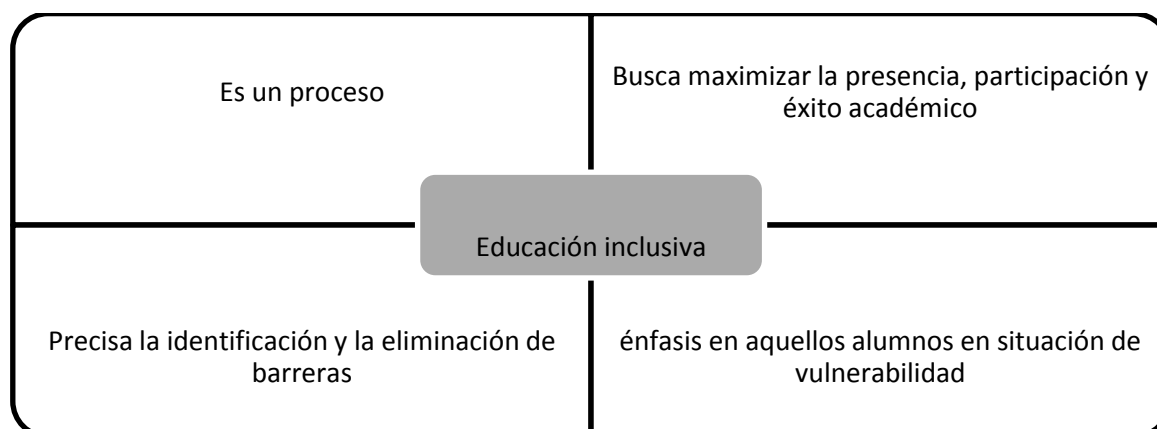 Es un proceso
Busca maximizar la presencia, participación y
éxito académico
Educación inclusiva
Precisa la identificación y la eliminación de
barreras
énfasis en aquellos alumnos en situación de
vulnerabilidad